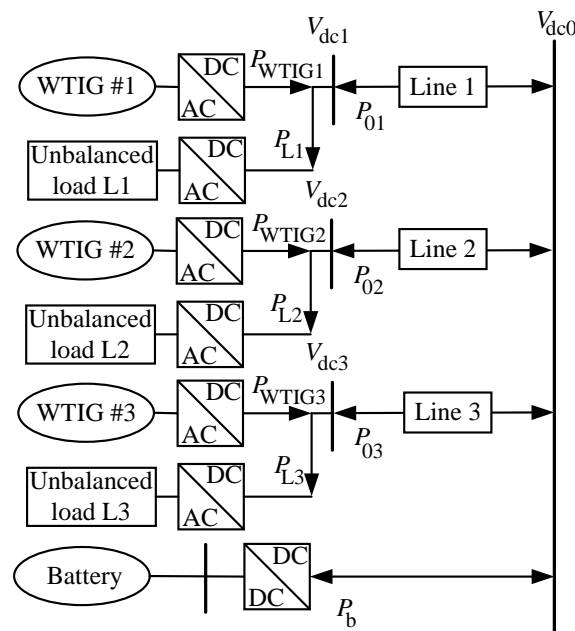 V_dc1
V_dc0
WTIG #1
DC
AC
P_WTIG1
P_01
Line 1
Unbalanced
load L1
DC
AC
P_L1
V_dc2
WTIG #2
DC
AC
P_WTIG2
P_02
Line 2
Unbalanced
load L2
DC
AC
P_L2
V_dc3
WTIG #3
DC
AC
P_WTIG3
P_03
Line 3
Unbalanced
load L3
DC
AC
P_L3
Battery
DC
DC
P_b